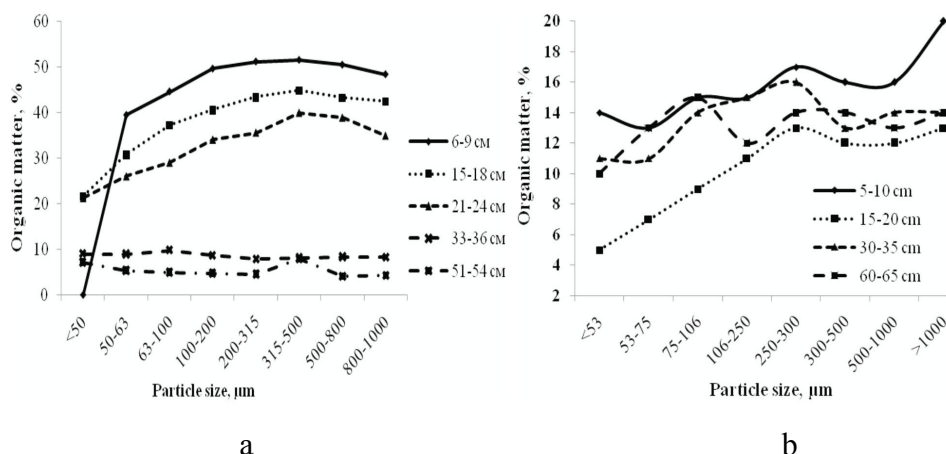 Organic matter, %
60
50
40
30
20
10
0
<50
50-63
63-100
100-200
200-315
315-500
500-800
800-1000
Particle size, µm
6-9 см
15-18 см
21-24 см
33-36 см
51-54 см
a
Organic matter, %
20
18
16
14
12
10
8
6
4
2
<53
53-75
75-106
106-250
250-300
300-500
500-1000
>1000
Particle size, µm
5-10 cm
15-20 cm
30-35 cm
60-65 cm
b